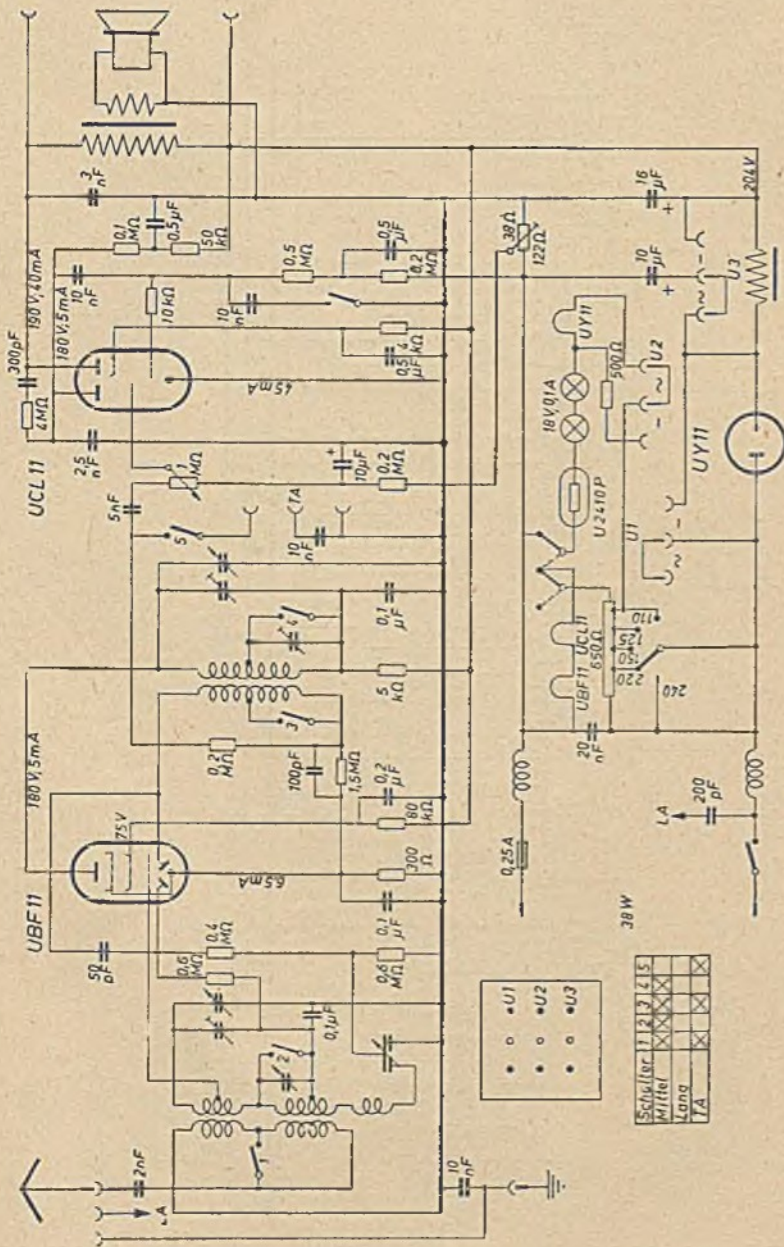 UBF11
UCL11
300pF
4MΩ
180V, 5mA
190V, 40mA
180V, 5mA
3
nF
0,1
MΩ
0,5µF
50
kΩ
10
nF
10kΩ
2,5
nF
5nF
1
MΩ
45mA
10
nF
0,5
MΩ
0,5
µF
0,2
MΩ
0,5
µF
4
kΩ
+
10µF
0,2
MΩ
5
TA
10
nF
4
0,1
µF
5
kΩ
3
0,2
MΩ
100pF
1,5MΩ
0,2
µF
80
kΩ
75V
6,5mA
300
Ω
0,1
µF
50
pF
0,4
MΩ
0,6
MΩ
0,6
MΩ
0,1µF
2
1
2nF
LA
10
nF
38Ω
122Ω
16
µF
+
10
µF
+
204V
U3
~
–
UY11
18V,0,1A
500Ω
U2
–
~
–
U2410P
UY11
U1
~
–
UCL11
650Ω
UBF11
110
125
150
220
240
20
nF
0,25A
LA
200
pF
38W
U1
U2
U3
Schalter 1 2 3 4 5
Mittel
Lang
TA